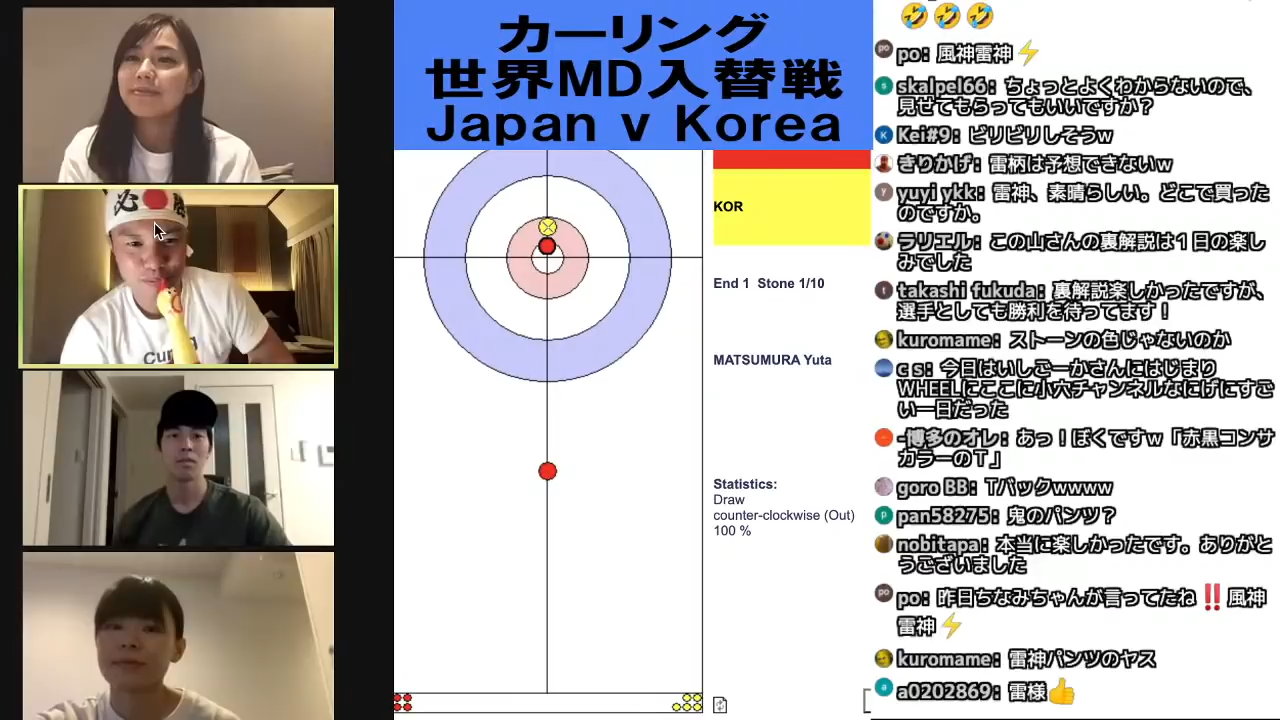 カーリング
世界MD入替戦
Japan v Korea
必 勝
Cur
KOR
End 1 Stone 1/10
MATSUMURA Yuta
Statistics:
Draw
counter-clockwise (Out)
100 %
🤣🤣🤣
po: 風神雷神⚡
skalpel66: ちょっとよくわからないので、
見せてもらってもいいですか？
Kei#9: ビリビリしそうw
きりかげ: 雷柄は予想できないｗ
yuyi ykk: 雷神、素晴らしい。どこで買った
のですか。
ラリエル: この山さんの裏解説は１日の楽し
みでした
takashi fukuda: 裏解説楽しかったですが、
選手としても勝利を待ってます！
kuromame: ストーンの色じゃないのか
c s: 今日はいしごーかさんにはじまり
WHEELにここに小穴チャンネルなにげにすご
い一日だった
-博多のオレ: あっ！ぼくですｗ「赤黒コンサ
カラーのＴ」
goro BB: Tバックwwww
pan58275: 鬼のパンツ？
nobitapa: 本当に楽しかったです。ありがと
うございました
po: 昨日ちなみちゃんが言ってたね‼️風神
雷神⚡
kuromame: 雷神パンツのヤス
a0202869: 雷様👍